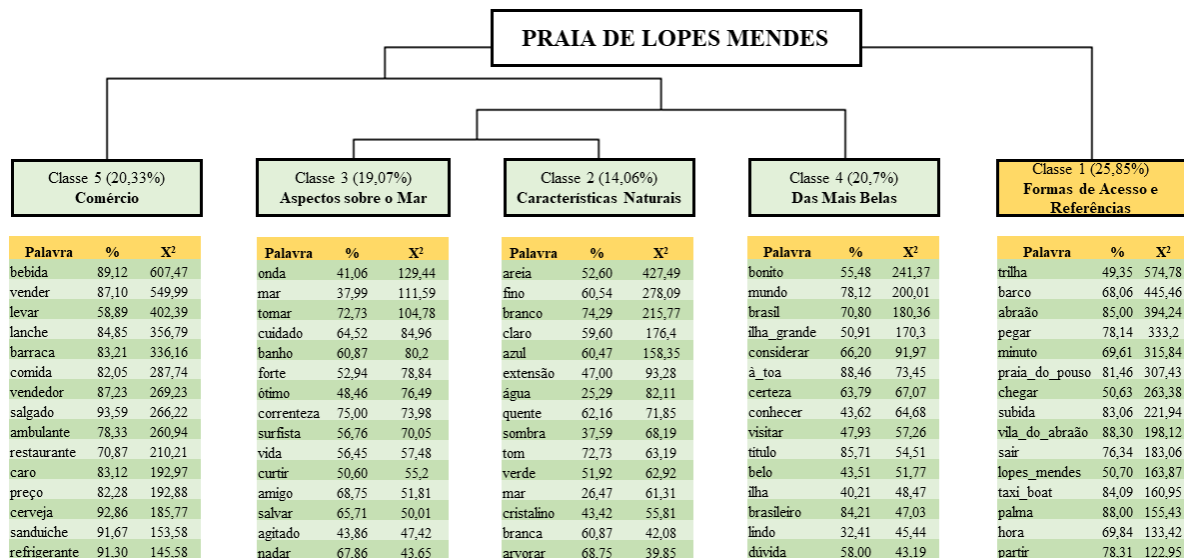 PRAIA DE LOPES MENDES
Classe 5 (20,33%)
Comércio
Classe 3 (19,07%)
Aspectos sobre o Mar
Classe 2 (14,06%)
Características Naturais
Classe 4 (20,7%)
Das Mais Belas
Classe 1 (25,85%)
Formas de Acesso e
Referências
Palavra % X²
bebida 89,12 607,47
vender 87,10 549,99
levar 58,89 402,39
lanche 84,85 356,79
barraca 83,21 336,16
comida 82,05 287,74
vendedor 87,23 269,23
salgado 93,59 266,22
ambulante 78,33 260,94
restaurante 70,87 210,21
caro 83,12 192,97
preço 82,28 192,88
cerveja 92,86 185,77
sanduiche 91,67 153,58
refrigerante 91,30 145,58
Palavra % X²
onda 41,06 129,44
mar 37,99 111,59
tomar 72,73 104,78
cuidado 64,52 84,96
banho 60,87 80,2
forte 52,94 78,84
ótimo 48,46 76,49
correnteza 75,00 73,98
surfista 56,76 70,05
vida 56,45 57,48
curtir 50,60 55,2
amigo 68,75 51,81
salvar 65,71 50,01
agitado 43,86 47,42
nadar 67,86 43,65
Palavra % X²
areia 52,60 427,49
fino 60,54 278,09
branco 74,29 215,77
claro 59,60 176,4
azul 60,47 158,35
extensão 47,00 93,28
água 25,29 82,11
quente 62,16 71,85
sombra 37,59 68,19
tom 72,73 63,19
verde 51,92 62,92
mar 26,47 61,31
cristalino 43,42 55,81
branca 60,87 42,08
arvorar 68,75 39,85
Palavra % X²
bonito 55,48 241,37
mundo 78,12 200,01
brasil 70,80 180,36
ilha_grande 50,91 170,3
considerar 66,20 91,97
à_toa 88,46 73,45
certeza 63,79 67,07
conhecer 43,62 64,68
visitar 47,93 57,26
titulo 85,71 54,51
belo 43,51 51,77
ilha 40,21 48,47
brasileiro 84,21 47,03
lindo 32,41 45,44
dúvida 58,00 43,19
Palavra % X²
trilha 49,35 574,78
barco 68,06 445,46
abraão 85,00 394,24
pegar 78,14 333,2
minuto 69,61 315,84
praia_do_pouso 81,46 307,43
chegar 50,63 263,38
subida 83,06 221,94
vila_do_abraão 88,30 198,12
sair 76,34 183,06
lopes_mendes 50,70 163,87
taxi_boat 84,09 160,95
palma 88,00 155,43
hora 69,84 133,42
partir 78,31 122,95